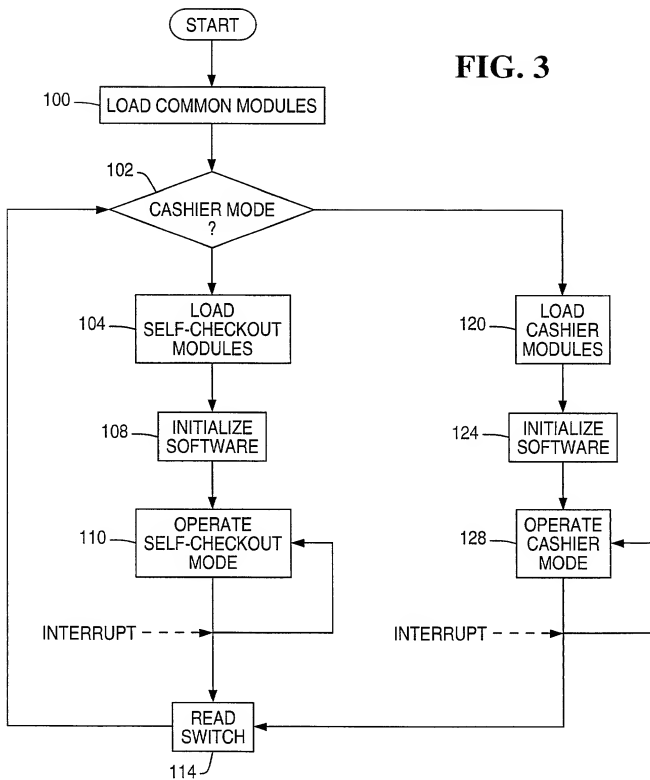 START
FIG. 3
100
LOAD COMMON MODULES
102
CASHIER MODE
?
104
LOAD
SELF-CHECKOUT
MODULES
120
LOAD
CASHIER
MODULES
108
INITIALIZE
SOFTWARE
124
INITIALIZE
SOFTWARE
110
OPERATE
SELF-CHECKOUT
MODE
128
OPERATE
CASHIER
MODE
INTERRUPT
INTERRUPT
READ
SWITCH
114